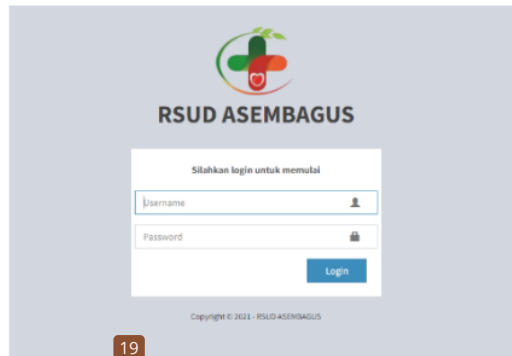 RSUD ASEMBAGUS
Silahkan login untuk memulai
Username
Password
Login
Copyright © 2021 - RSUD ASEMBAGUS
19